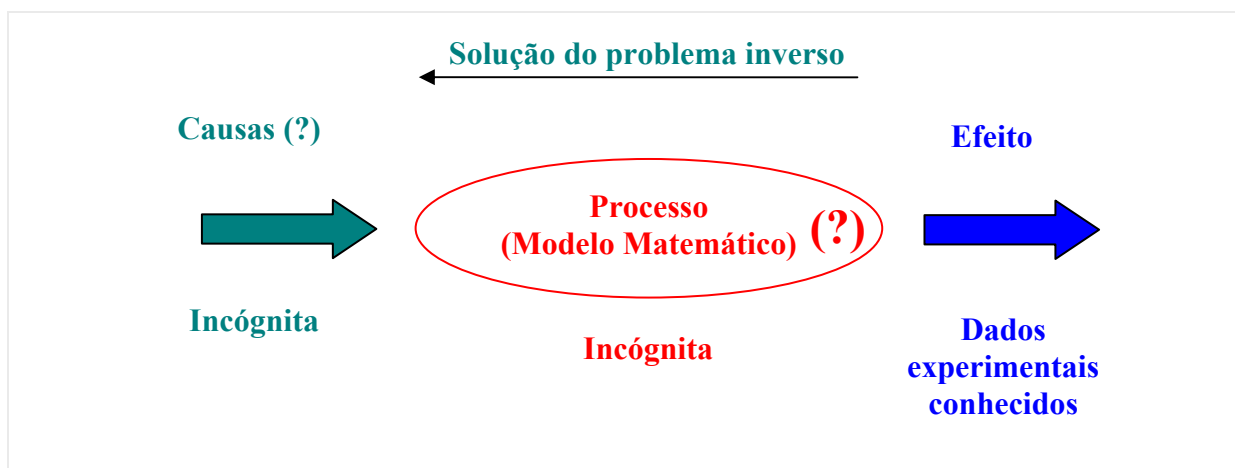 Solução do problema inverso
Causas (?)
Efeito
Processo
(Modelo Matemático) (?)
Incógnita
Incógnita
Dados
experimentais
conhecidos